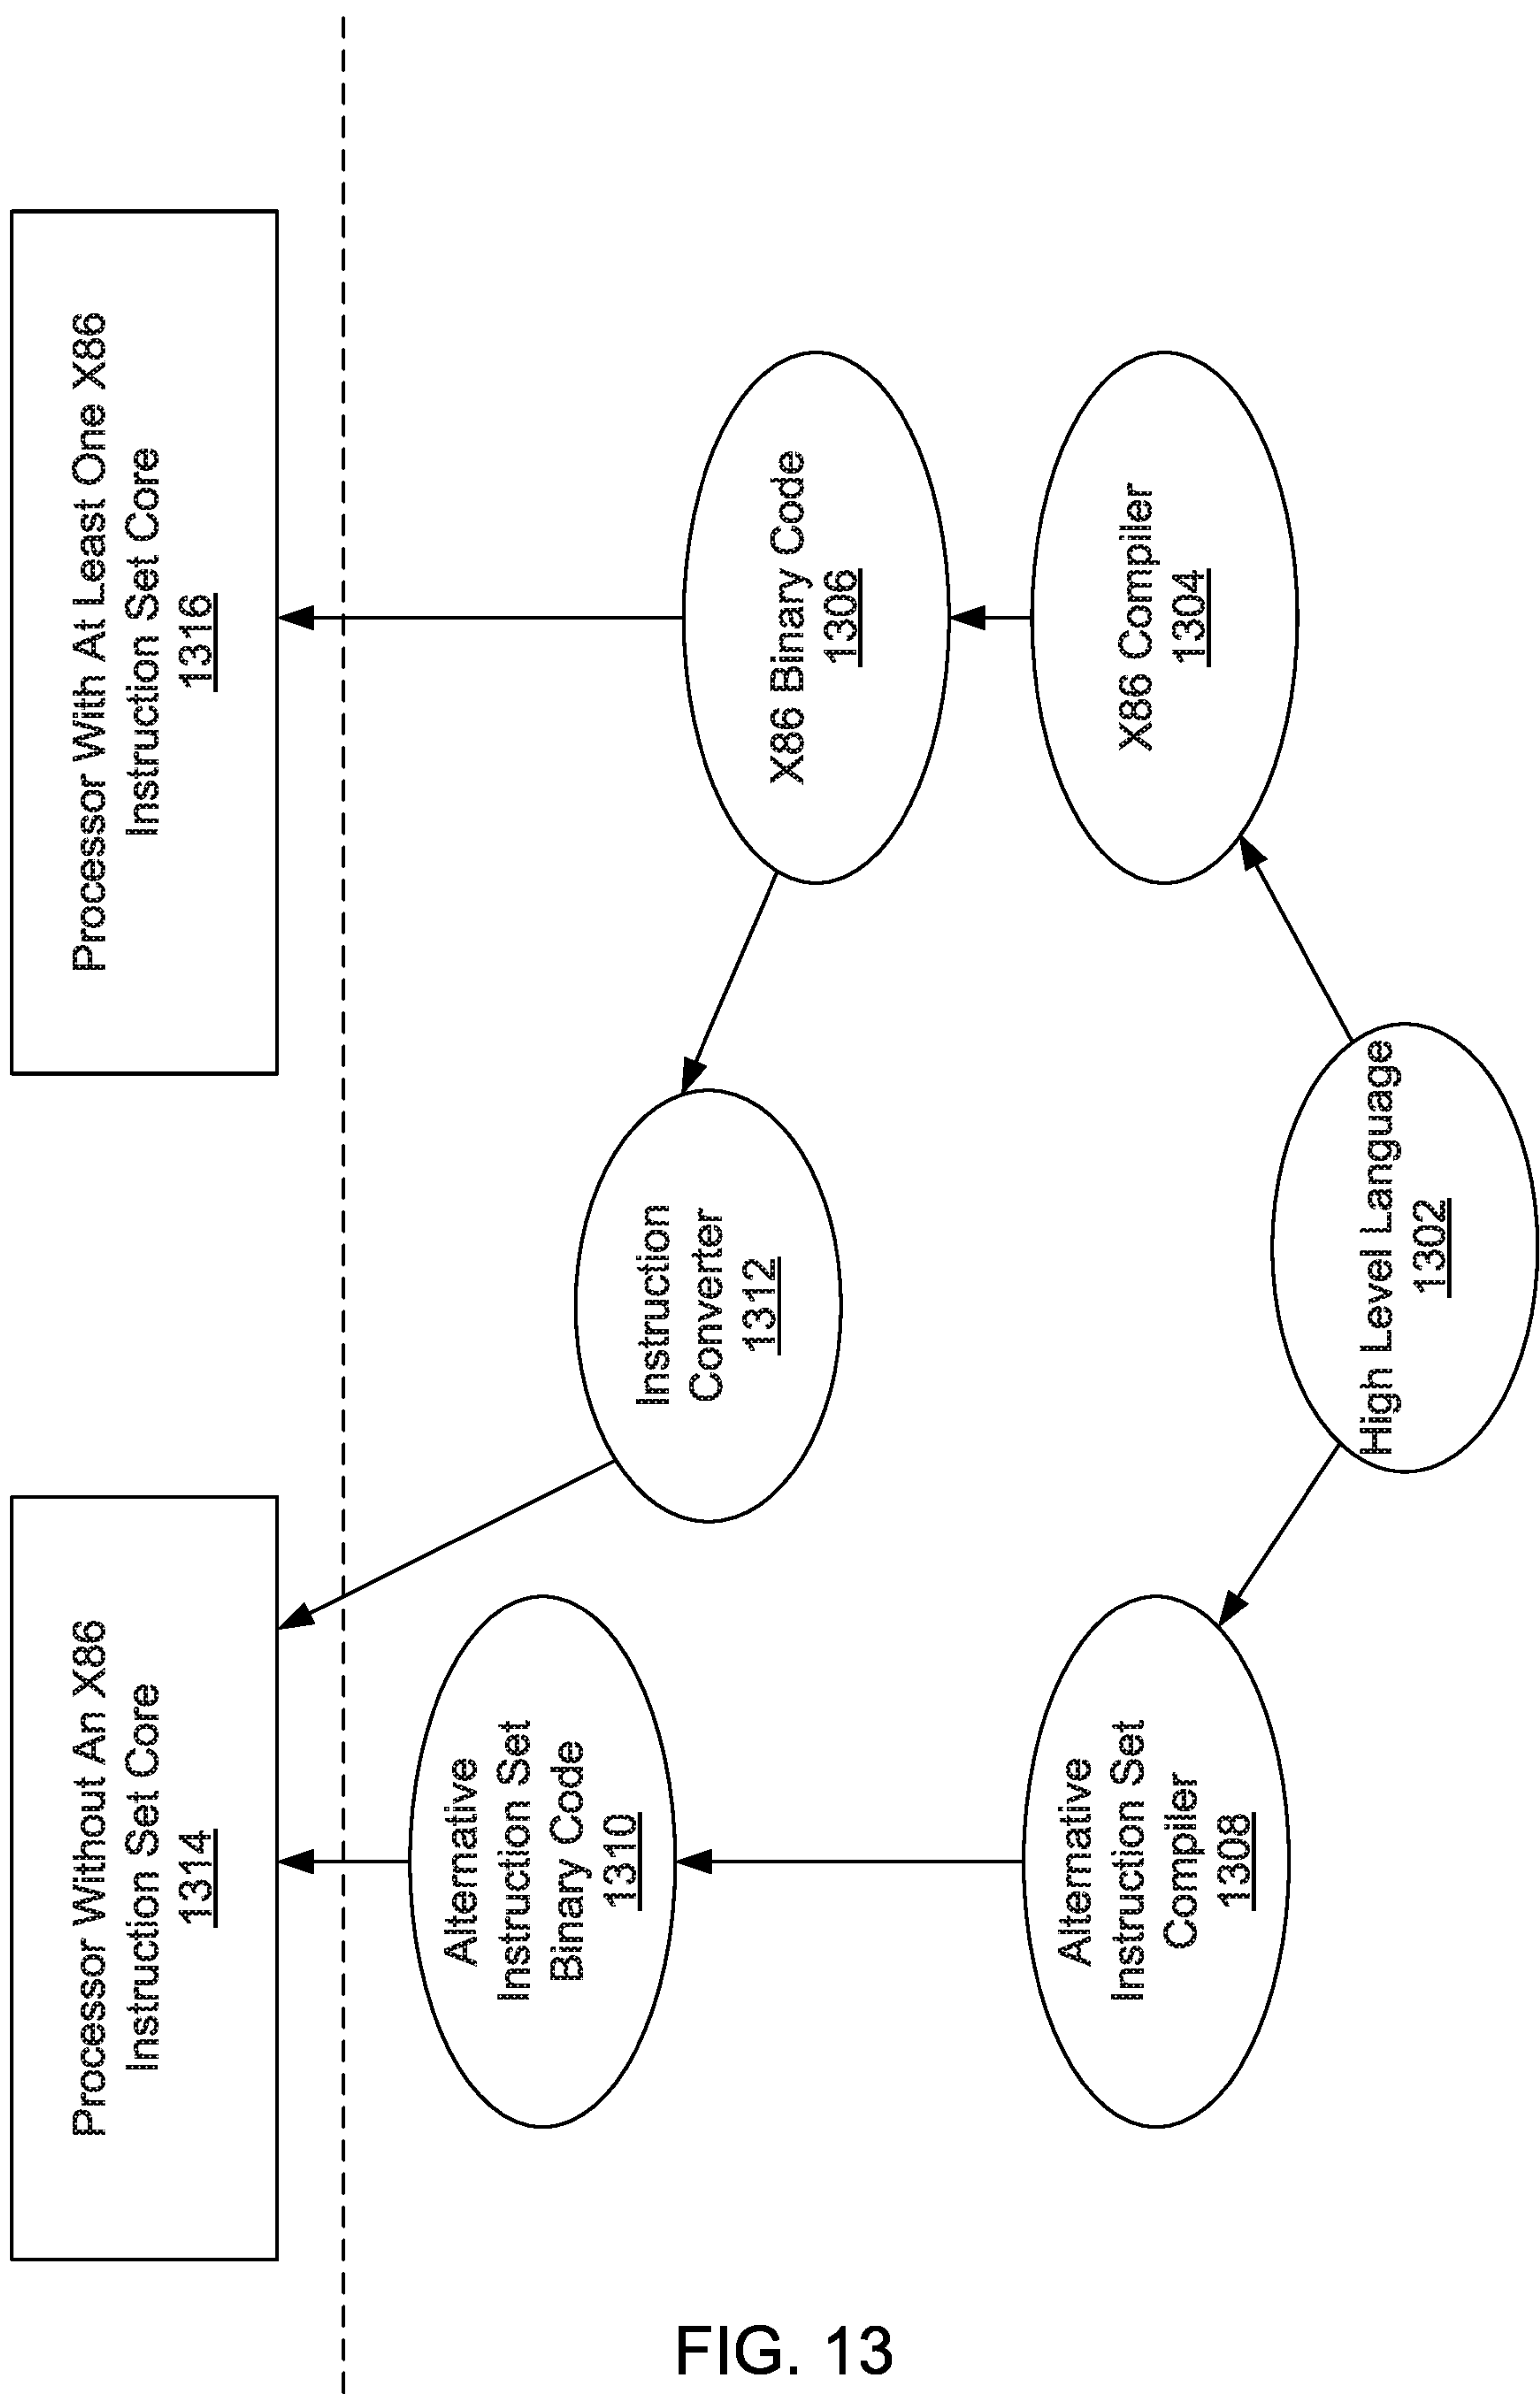 Processor Without An X86
Instruction Set Core
1314
Processor With At Least One X86
Instruction Set Core
1316
Alternative
Instruction Set
Binary Code
1310
Instruction
Converter
1312
X86 Binary Code
1306
Alternative
Instruction Set
Compiler
1308
X86 Compiler
1304
High Level Language
1302
FIG. 13